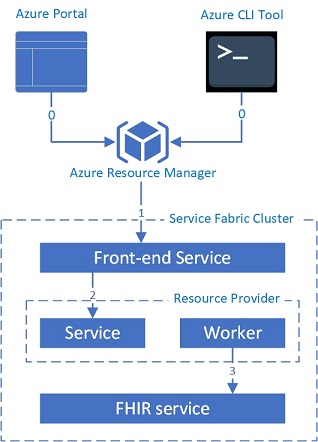 Azure Portal
Azure CLI Tool
>_
0
0
Azure Resource Manager
1
Service Fabric Cluster
Front-end Service
2
Resource Provider
Service
Worker
3
FHIR service